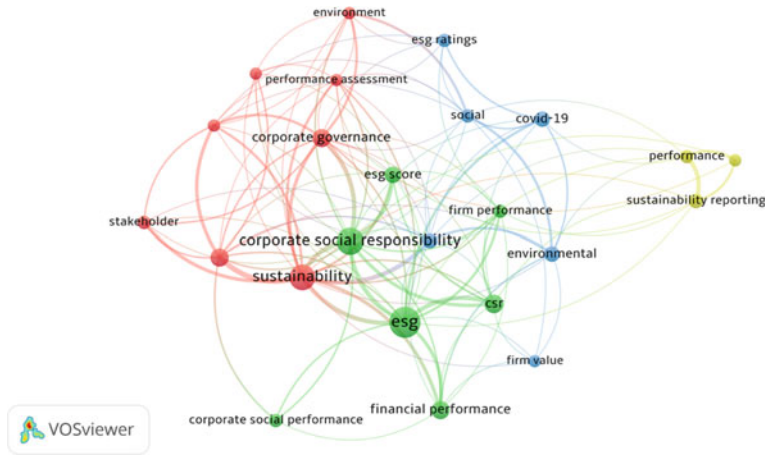 environment
esg ratings
performance assessment
social
covid-19
corporate governance
performance
esg score
sustainability reporting
firm performance
stakeholder
corporate social responsibility
environmental
sustainability
csr
esg
firm value
financial performance
corporate social performance
VOSviewer